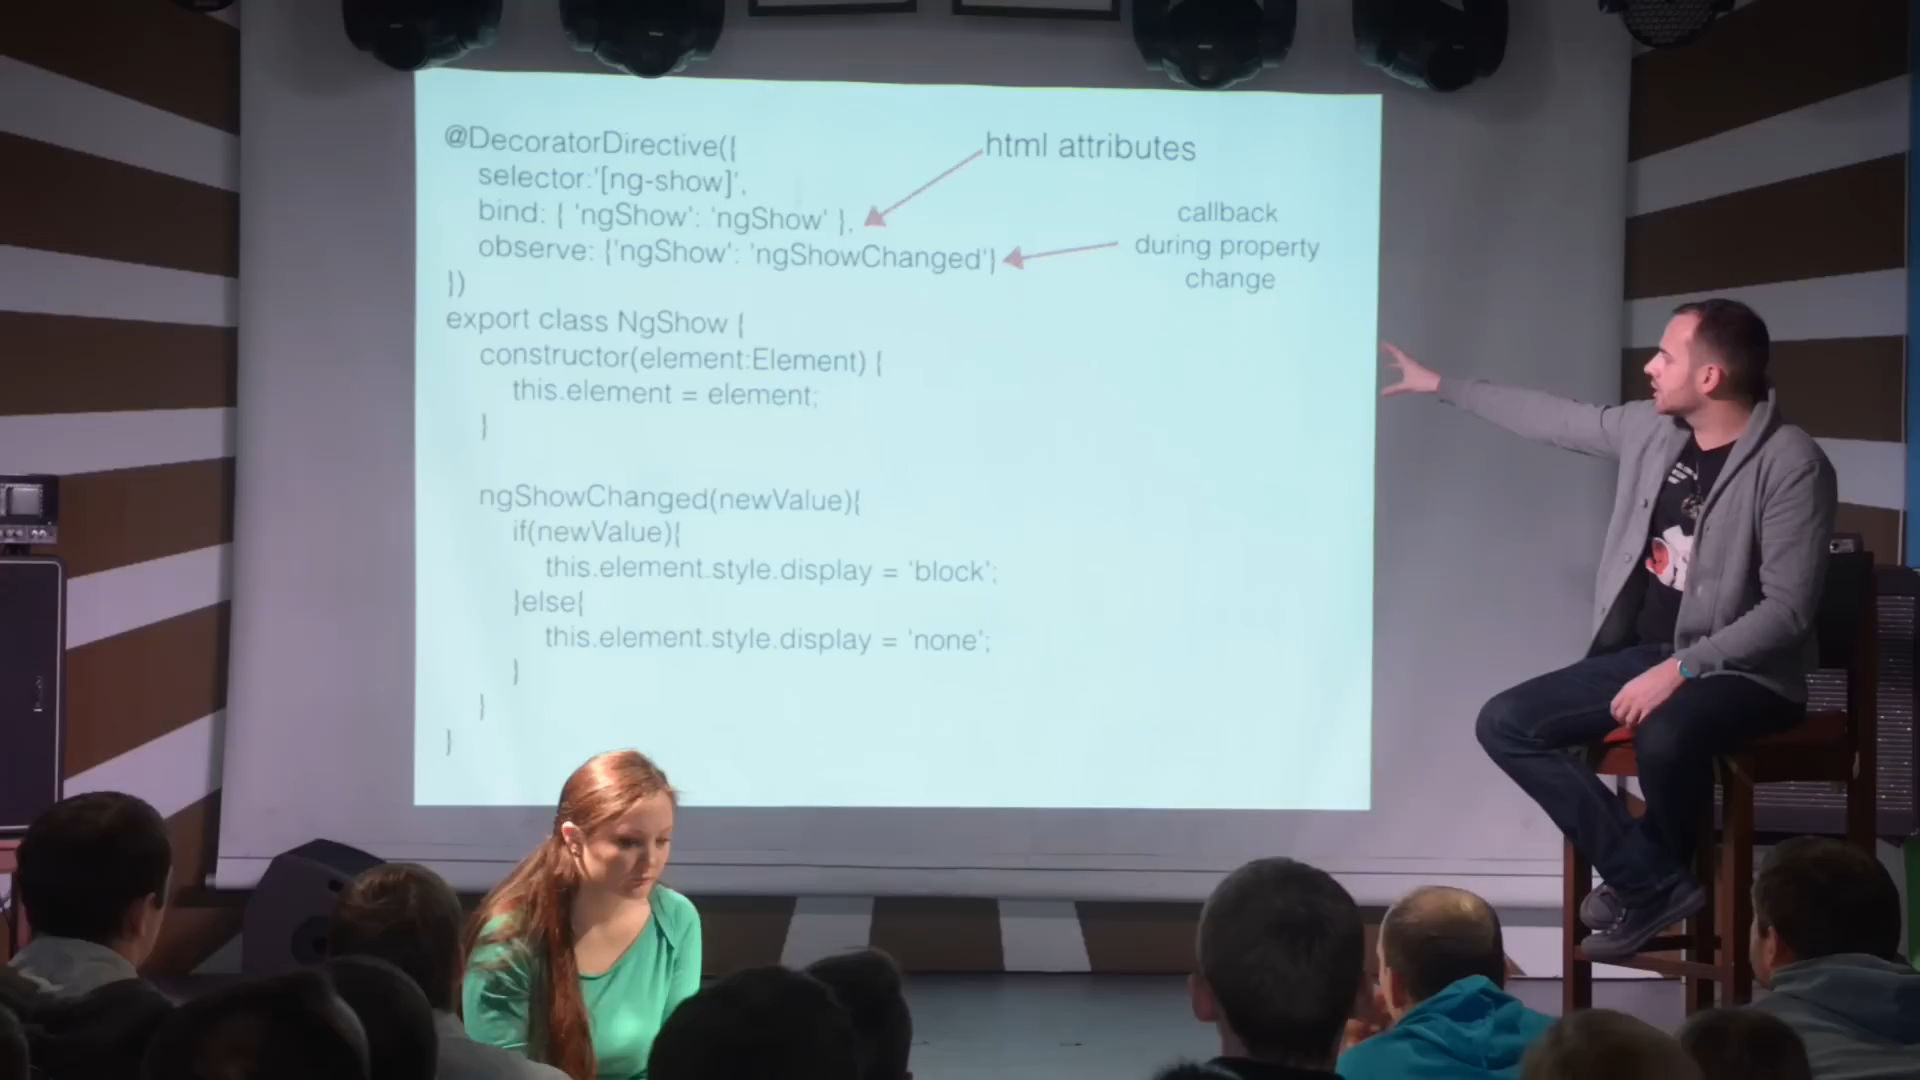 @DecoratorDirective({
selector:'[ng-show]',
bind: { 'ngShow': 'ngShow' },
observe: {'ngShow': 'ngShowChanged'}
})
export class NgShow {
constructor(element:Element) {
this.element = element;
}
ngShowChanged(newValue){
if(newValue){
this.element.style.display = 'block';
}else{
this.element.style.display = 'none';
}
}
}
html attributes
callback
during property
change